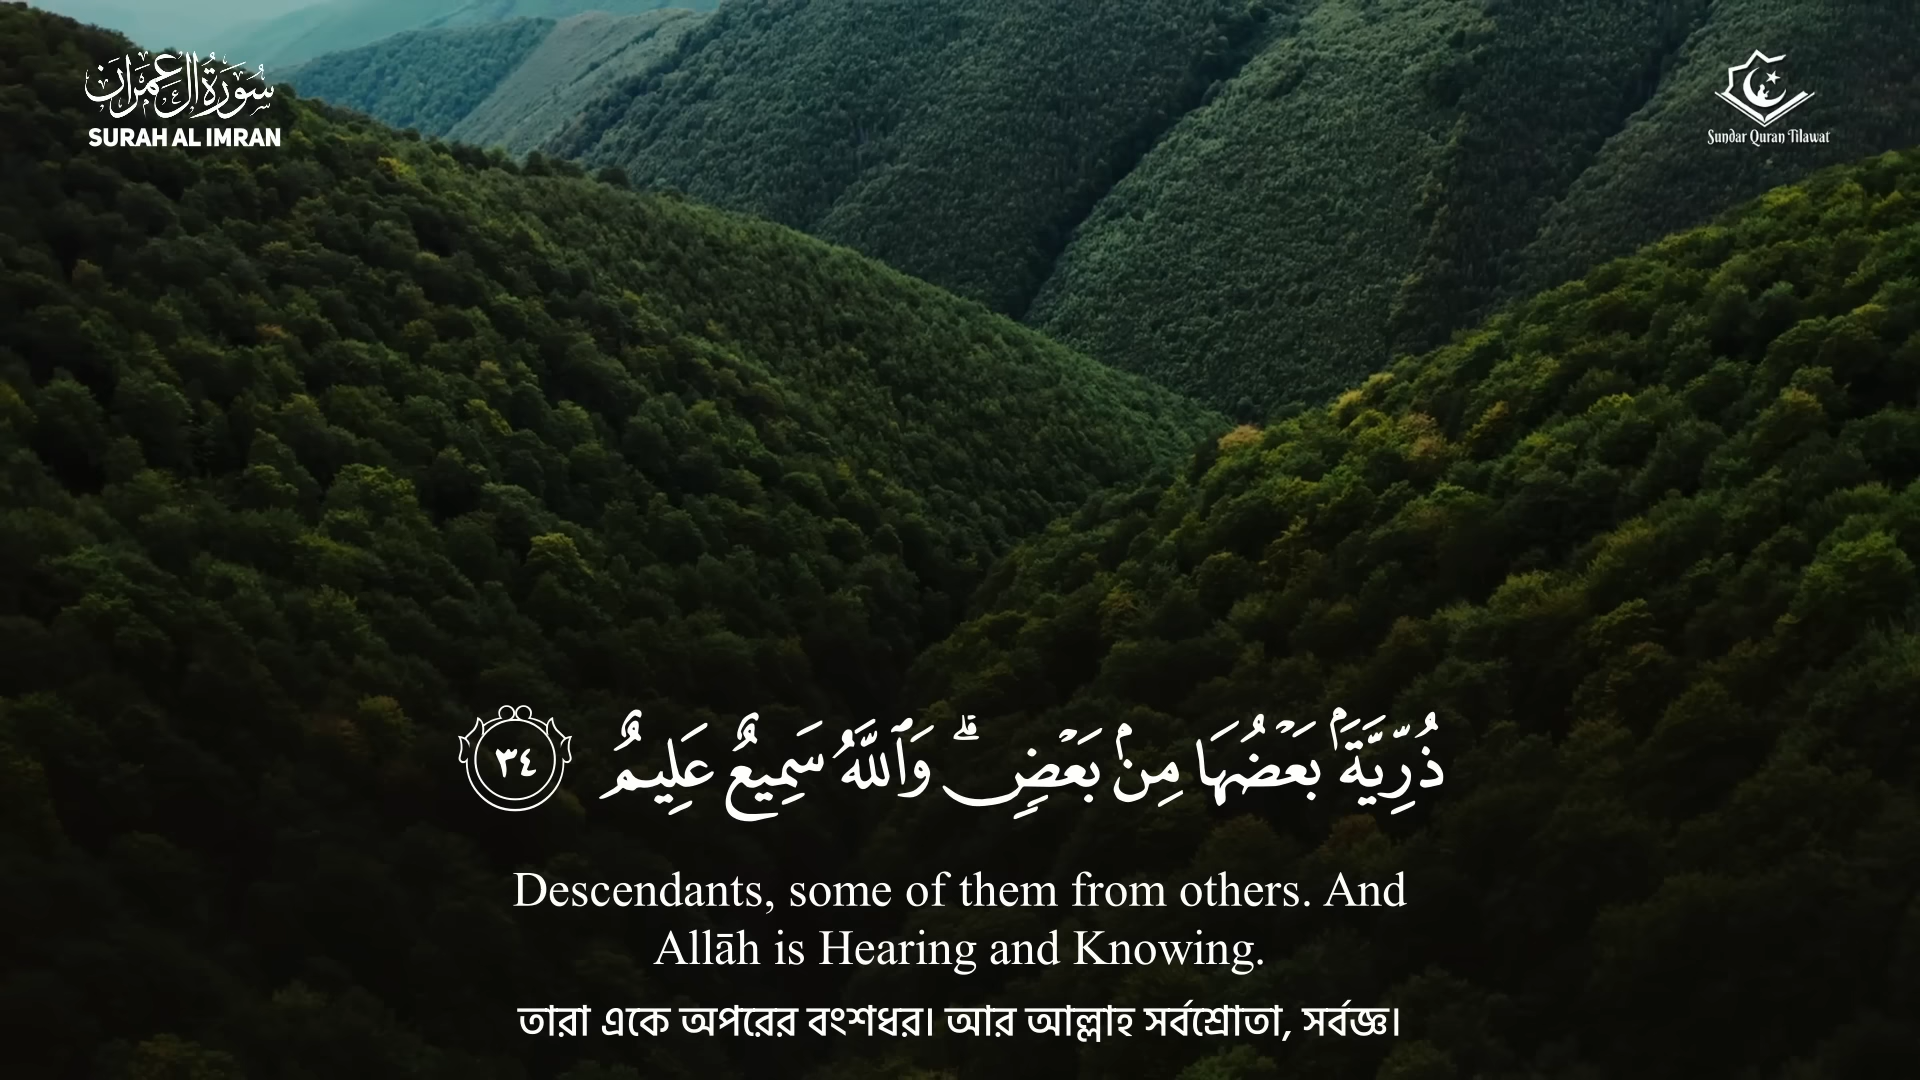 سُورَةُ آلِ عِمْرَان
SURAH AL IMRAN
Sundar Quran Tilawat
ذُرِّيَّةَۢ بَعۡضُهَا مِنۢ بَعۡضٖۗ وَٱللَّهُ سَمِيعٌ عَلِيمٌ ٣٤
Descendants, some of them from others. And
Allāh is Hearing and Knowing.
তারা একে অপরের বংশধর। আর আল্লাহ সর্বশ্রোতা, সর্বজ্ঞ।